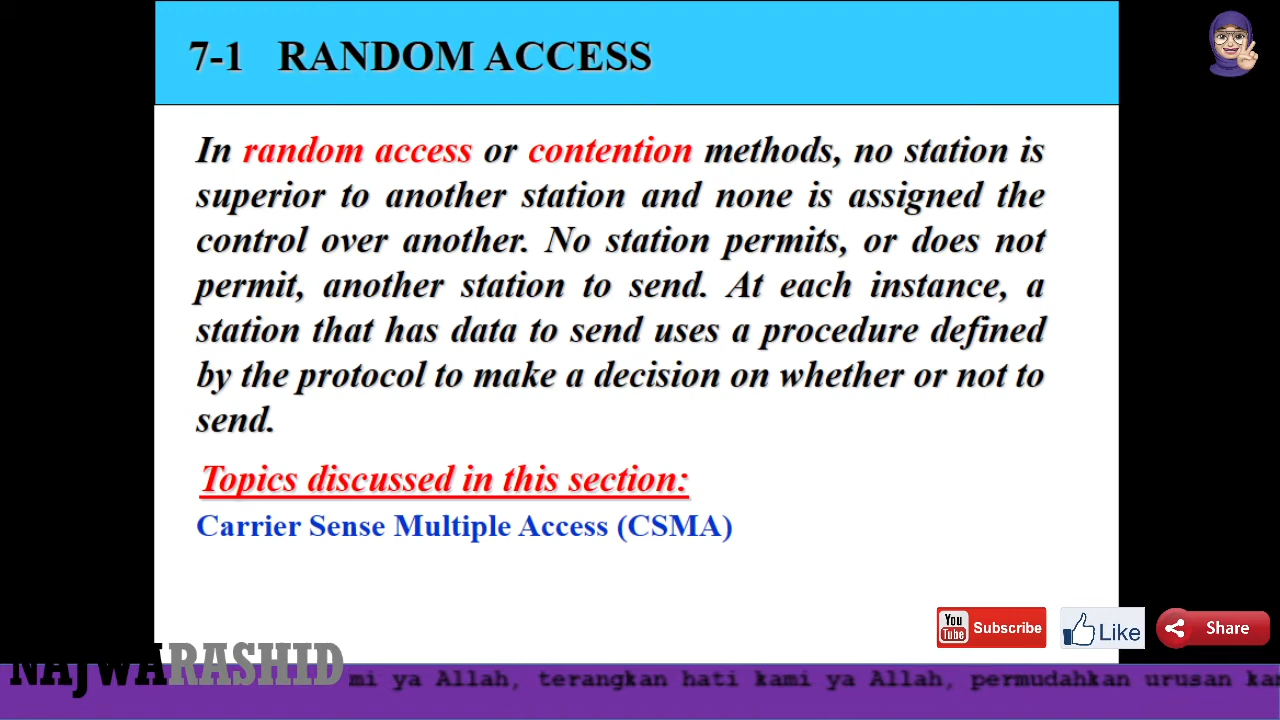 7-1 RANDOM ACCESS
In random access or contention methods, no station is
superior to another station and none is assigned the
control over another. No station permits, or does not
permit, another station to send. At each instance, a
station that has data to send uses a procedure defined
by the protocol to make a decision on whether or not to
send.
Topics discussed in this section:
Carrier Sense Multiple Access (CSMA)
You
Tube
Subscribe
Like
Share
NAJWARASHID
mi ya Allah, terangkan hati kami ya Allah, permudahkan urusan kam